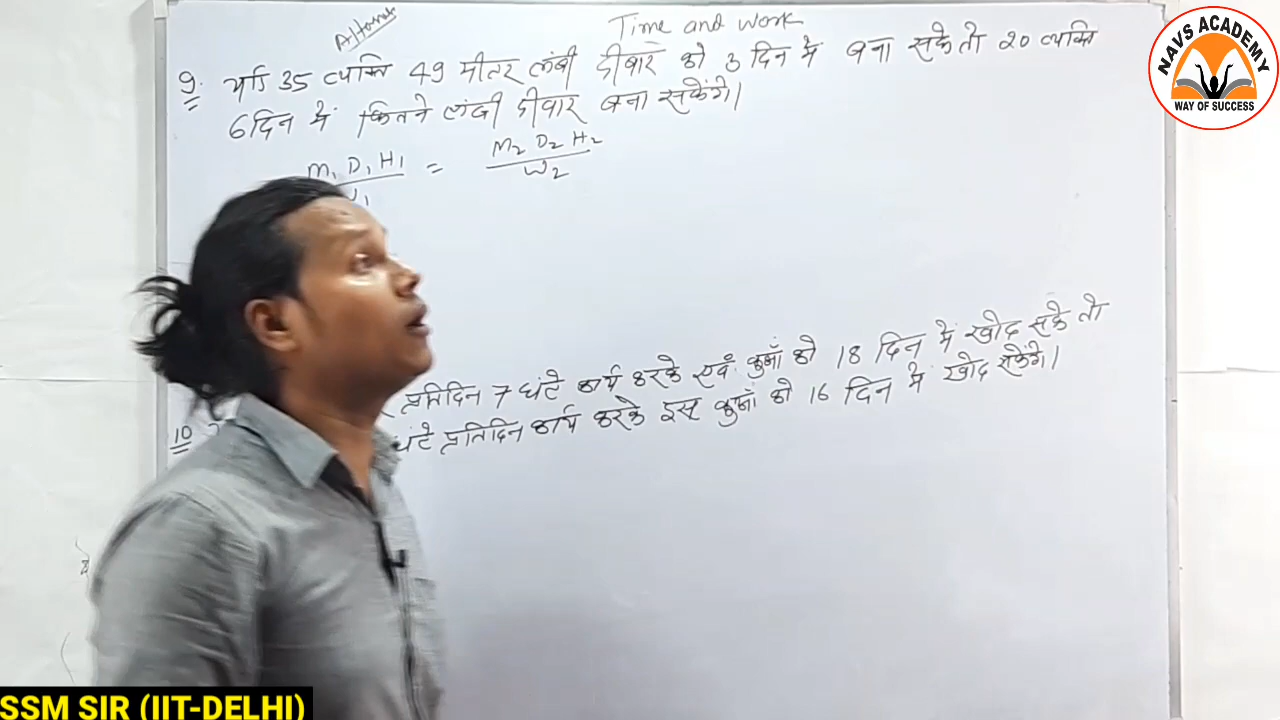 Time and Work
9. यदि 35 व्यक्ति 49 मीटर लंबी दीवार को 3 दिन में बना सके तो 20 व्यक्ति
6 दिन में कितने लंबी दीवार बना सकेंगे।
M₁ D₁ H₁ = M₂ D₂ H₂
W₂
10 प्रतिदिन 7 घंटे कार्य करके एक कुआँ को 18 दिन में खोद सके तो
घंटे प्रतिदिन कार्य करके इस कुआँ को 16 दिन में खोद सकेंगे।
NAVS ACADEMY
WAY OF SUCCESS
SSM SIR (IIT-DELHI)